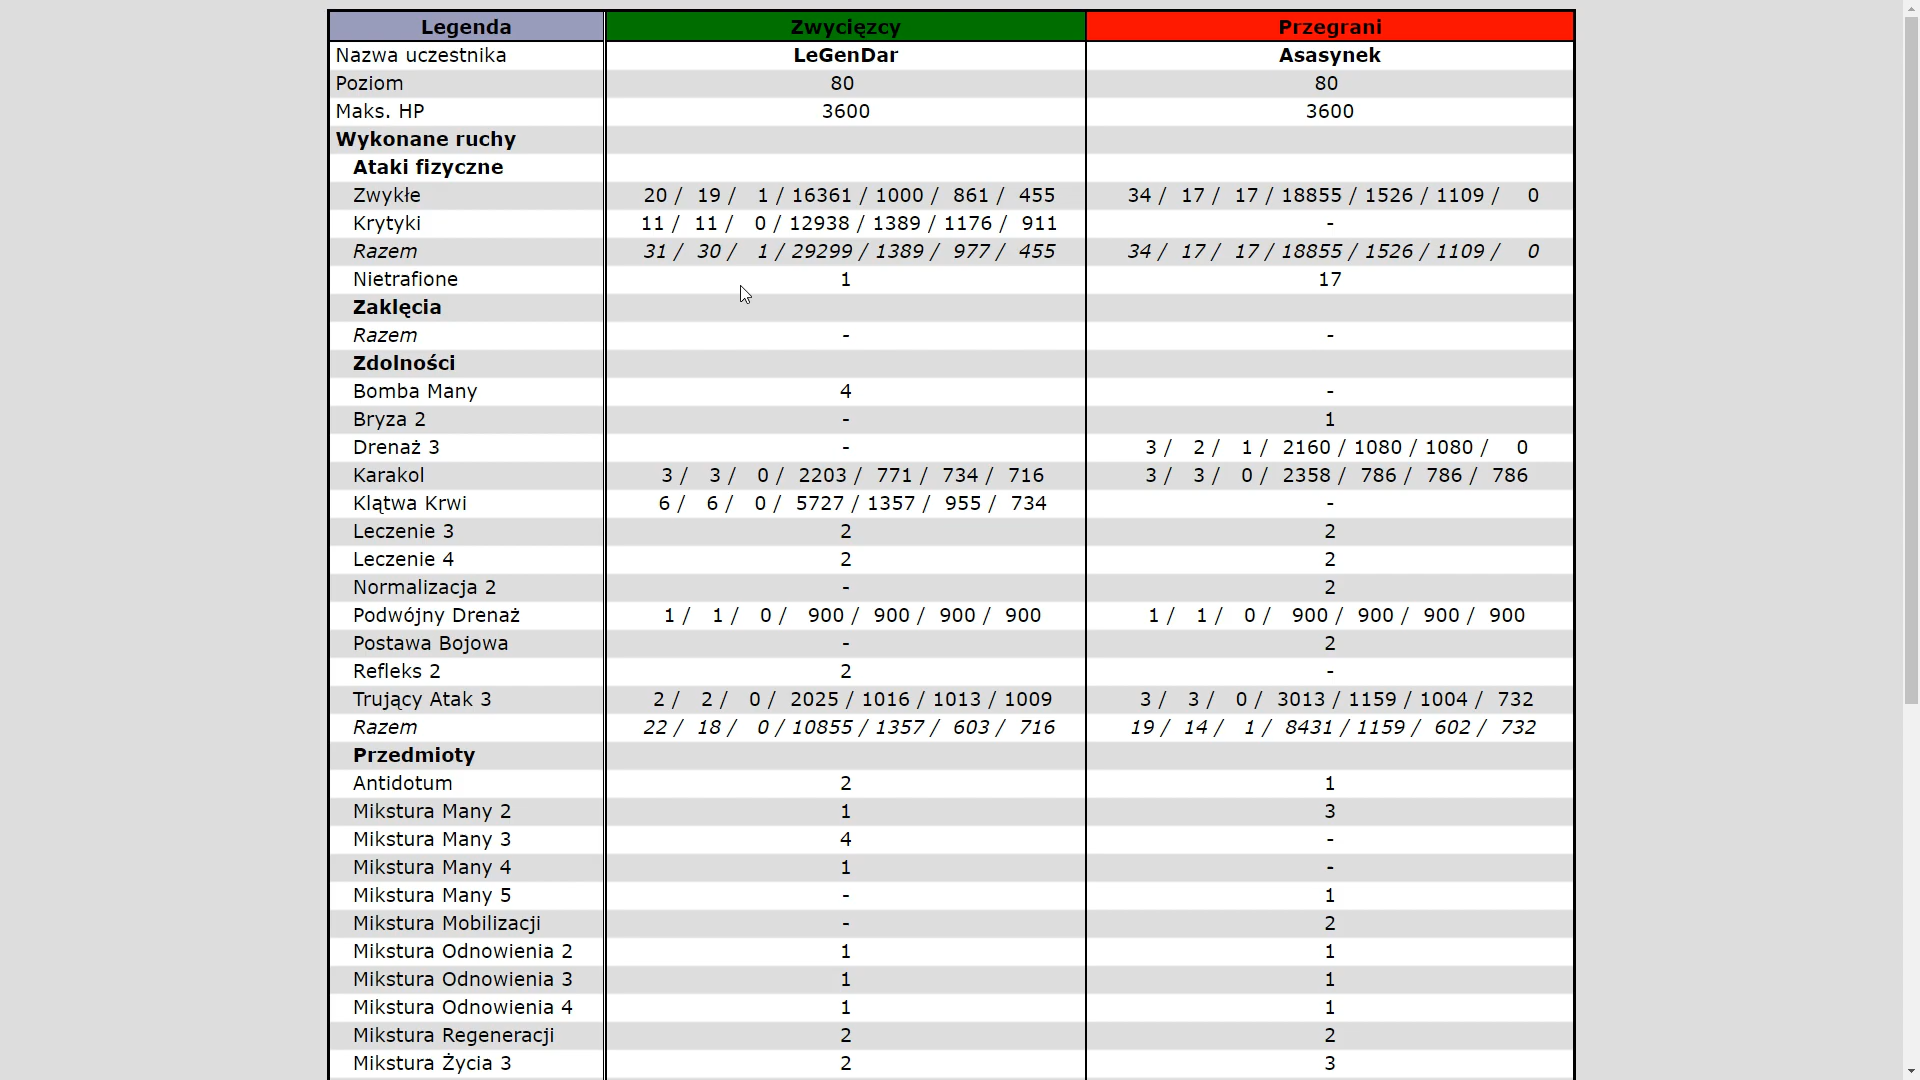 Legenda Zwycięzcy Przegrani
Nazwa uczestnika LeGenDar Asasynek
Poziom 80 80
Maks. HP 3600 3600
Wykonane ruchy
Ataki fizyczne
Zwykłe 20 / 19 / 1 / 16361 / 1000 / 861 / 455 34 / 17 / 17 / 18855 / 1526 / 1109 / 0
Krytyki 11 / 11 / 0 / 12938 / 1389 / 1176 / 911 -
Razem 31 / 30 / 1 / 29299 / 1389 / 977 / 455 34 / 17 / 17 / 18855 / 1526 / 1109 / 0
Nietrafione 1 17
Zaklęcia
Razem - -
Zdolności
Bomba Many 4 -
Bryza 2 - 1
Drenaż 3 - 3 / 2 / 1 / 2160 / 1080 / 1080 / 0
Karakol 3 / 3 / 0 / 2203 / 771 / 734 / 716 3 / 3 / 0 / 2358 / 786 / 786 / 786
Klątwa Krwi 6 / 6 / 0 / 5727 / 1357 / 955 / 734 -
Leczenie 3 2 2
Leczenie 4 2 2
Normalizacja 2 - 2
Podwójny Drenaż 1 / 1 / 0 / 900 / 900 / 900 / 900 1 / 1 / 0 / 900 / 900 / 900 / 900
Postawa Bojowa - 2
Refleks 2 2 -
Trujący Atak 3 2 / 2 / 0 / 2025 / 1016 / 1013 / 1009 3 / 3 / 0 / 3013 / 1159 / 1004 / 732
Razem 22 / 18 / 0 / 10855 / 1357 / 603 / 716 19 / 14 / 1 / 8431 / 1159 / 602 / 732
Przedmioty
Antidotum 2 1
Mikstura Many 2 1 3
Mikstura Many 3 4 -
Mikstura Many 4 1 -
Mikstura Many 5 - 1
Mikstura Mobilizacji - 2
Mikstura Odnowienia 2 1 1
Mikstura Odnowienia 3 1 1
Mikstura Odnowienia 4 1 1
Mikstura Regeneracji 2 2
Mikstura Życia 3 2 3